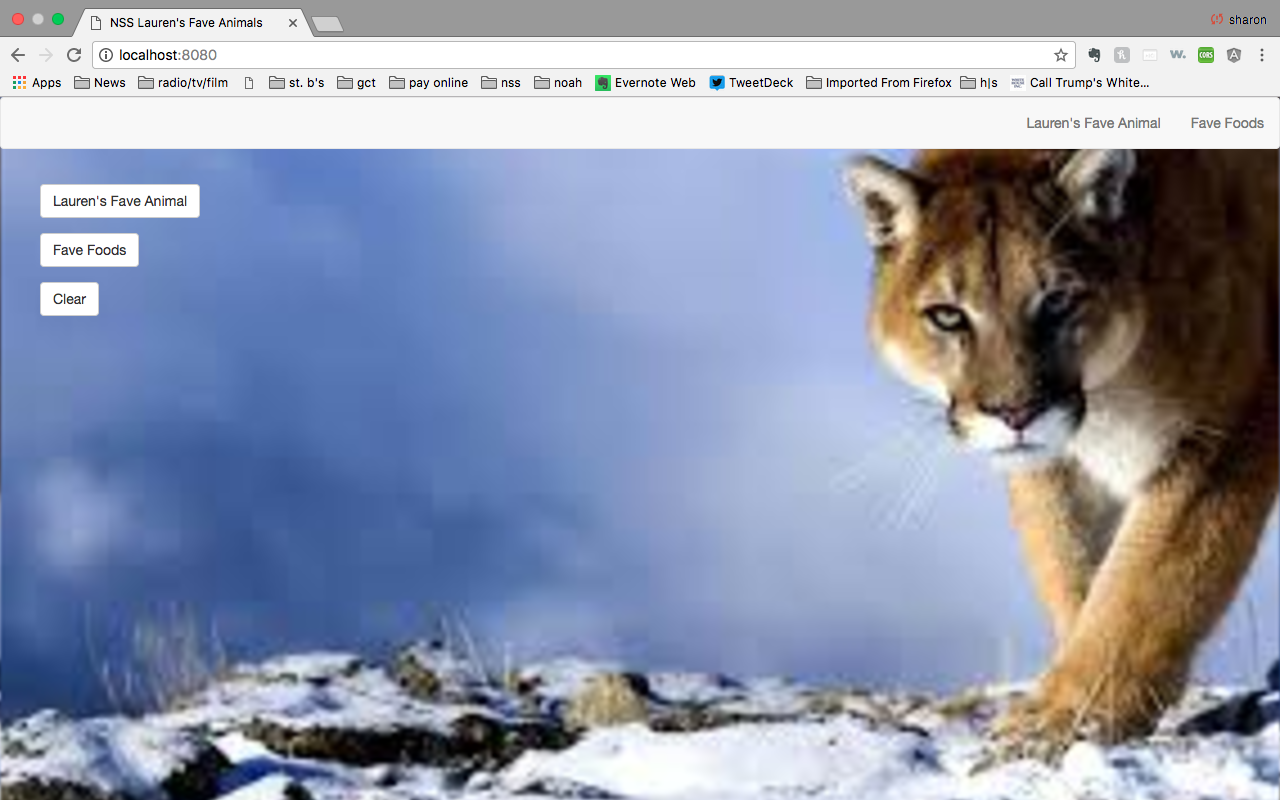 NSS Lauren's Fave Animals
sharon
localhost:8080
W.
CORS
Apps News radio/tv/film st. b's gct pay online nss noah Evernote Web TweetDeck Imported From Firefox h|s Call Trump's White...
Lauren's Fave Animal Fave Foods
Lauren's Fave Animal
Fave Foods
Clear